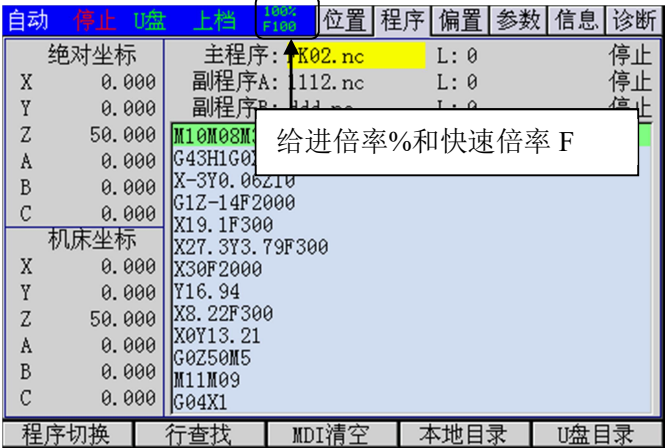 自动 停止 U盘 上档 100% F100 位置 程序 偏置 参数 信息 诊断
绝对坐标
X 0.000
Y 0.000
Z 50.000
A 0.000
B 0.000
C 0.000
机床坐标
X 0.000
Y 0.000
Z 50.000
A 0.000
B 0.000
C 0.000
主程序: K02.nc L: 0 停止
副程序A: 1112.nc L: 0 停止
L: 0 停止
给进倍率%和快速倍率 F
M10M08M
G43H1G0
X-3Y0.06Z10
G1Z-14F2000
X19.1F300
X27.3Y3.79F300
X30F2000
Y16.94
X8.22F300
X0Y13.21
G0Z50M5
M11M09
G04X1
程序切换 行查找 MDI清空 本地目录 U盘目录